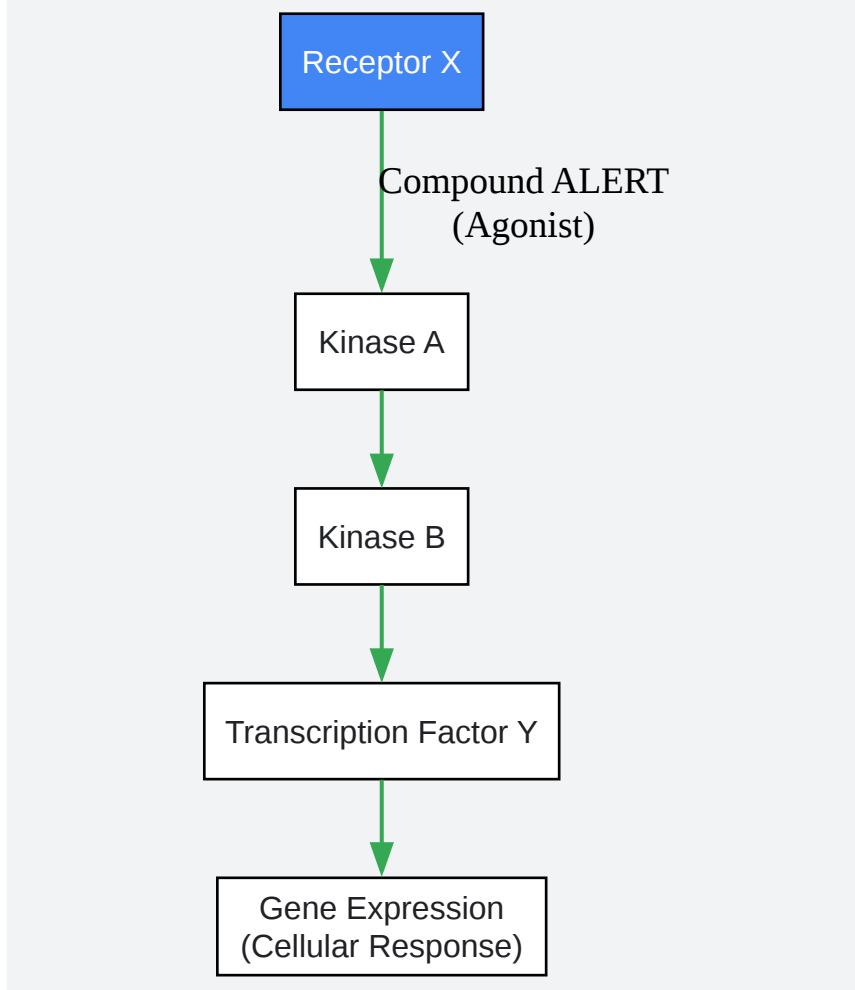 Receptor X
Compound ALERT
(Agonist)
Kinase A
Kinase B
Transcription Factor Y
Gene Expression
(Cellular Response)